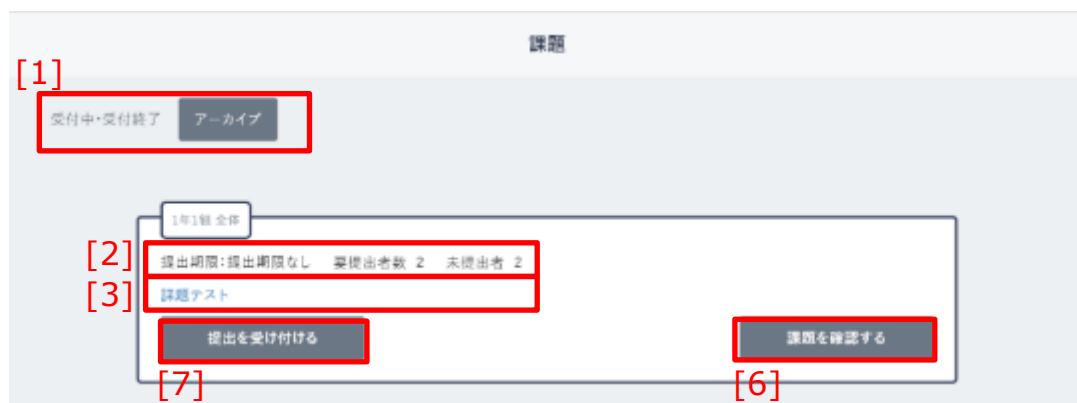 課題
[1]
受付中・受付終了 アーカイブ
1年1組 全体
[2] 提出期限:提出期限なし 要提出者数 2 未提出者 2
[3] 課題テスト
提出を受け付ける 課題を確認する
[7] [6]